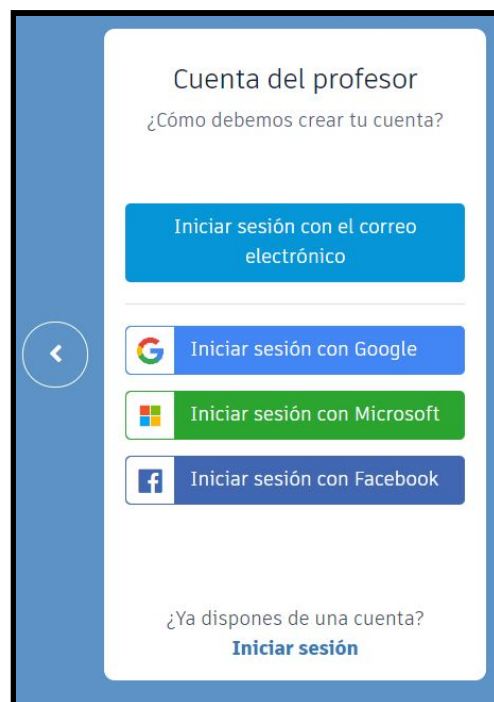 Cuenta del profesor
¿Cómo debemos crear tu cuenta?
Iniciar sesión con el correo
electrónico
Iniciar sesión con Google
Iniciar sesión con Microsoft
Iniciar sesión con Facebook
¿Ya dispones de una cuenta?
Iniciar sesión